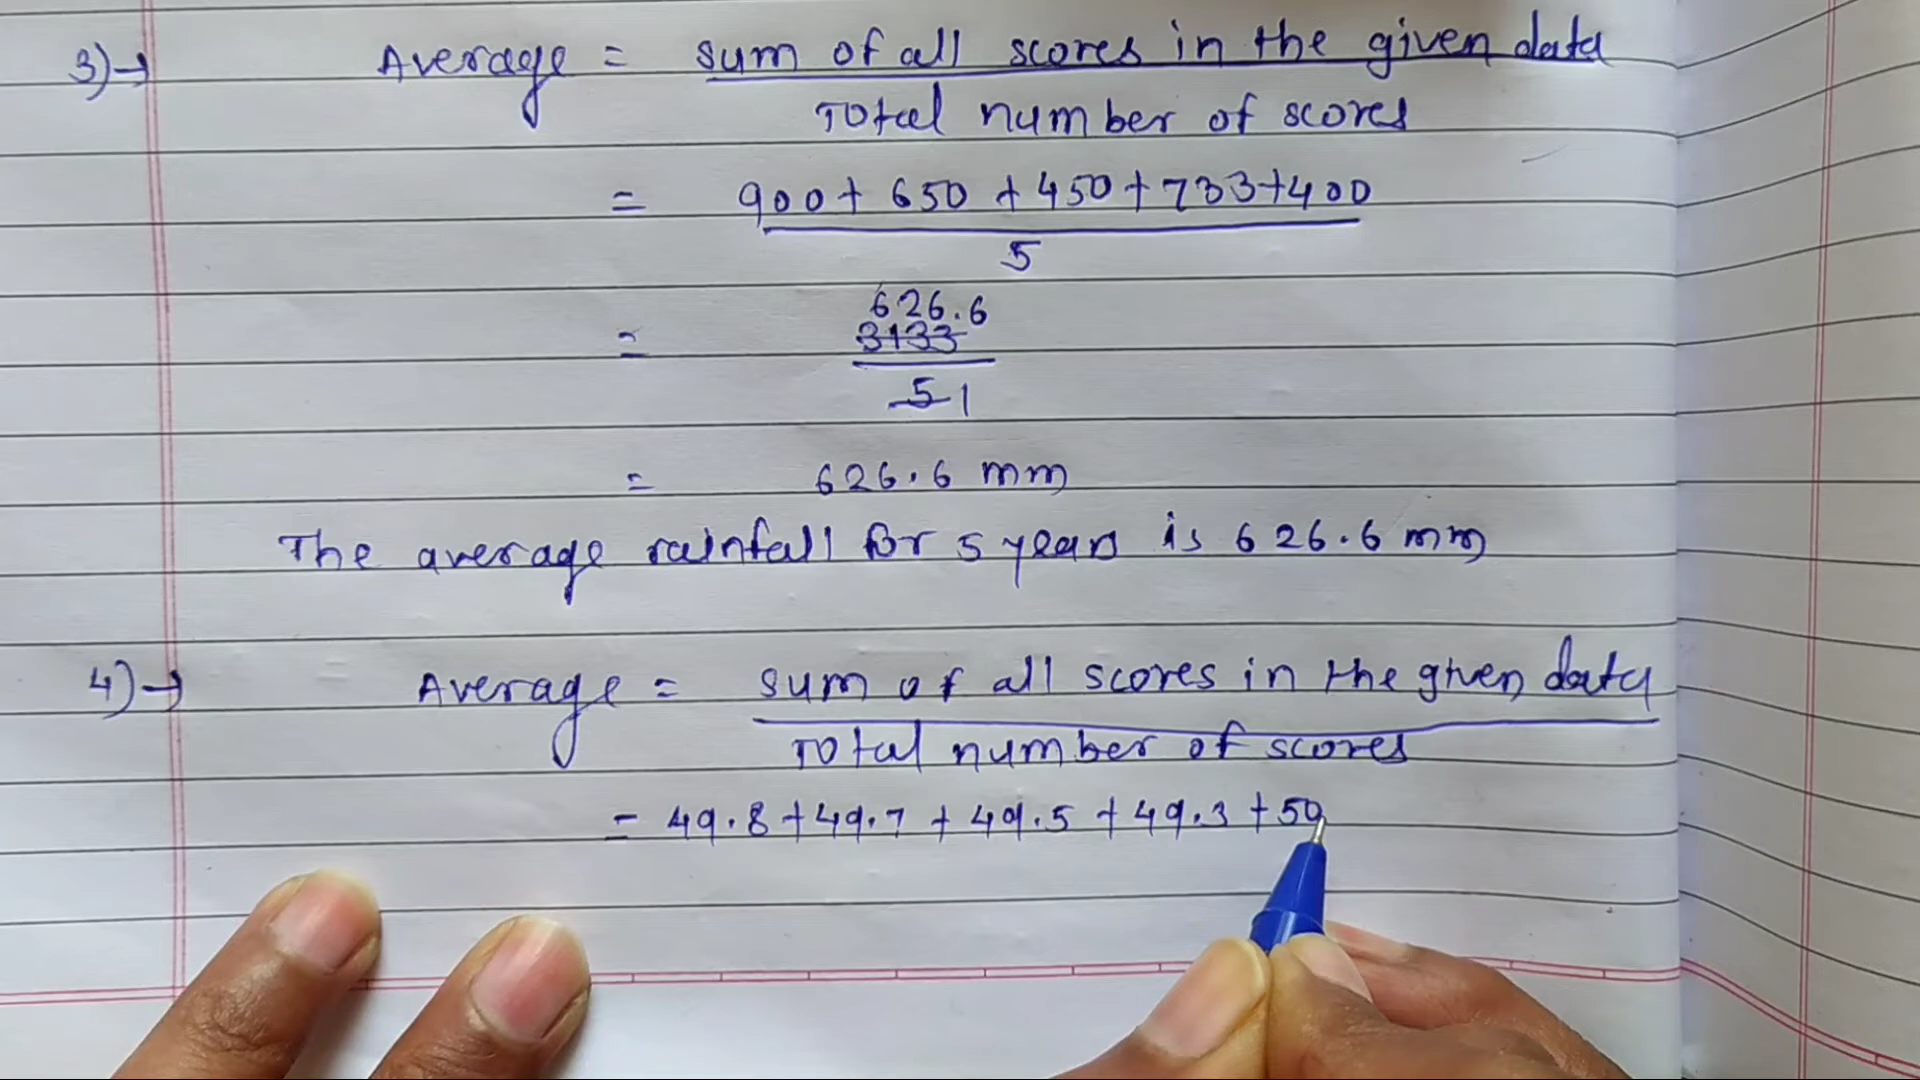 3)→ Average = sum of all scores in the given data
Total number of scores
= 900 + 650 + 450 + 733 + 400
5
626.6
= 3133
5 1
= 626.6 mm
The average rainfall for 5 years is 626.6 mm
4)→ Average = sum of all scores in the given data
Total number of scores
= 49.8 + 49.7 + 49.5 + 49.3 + 50